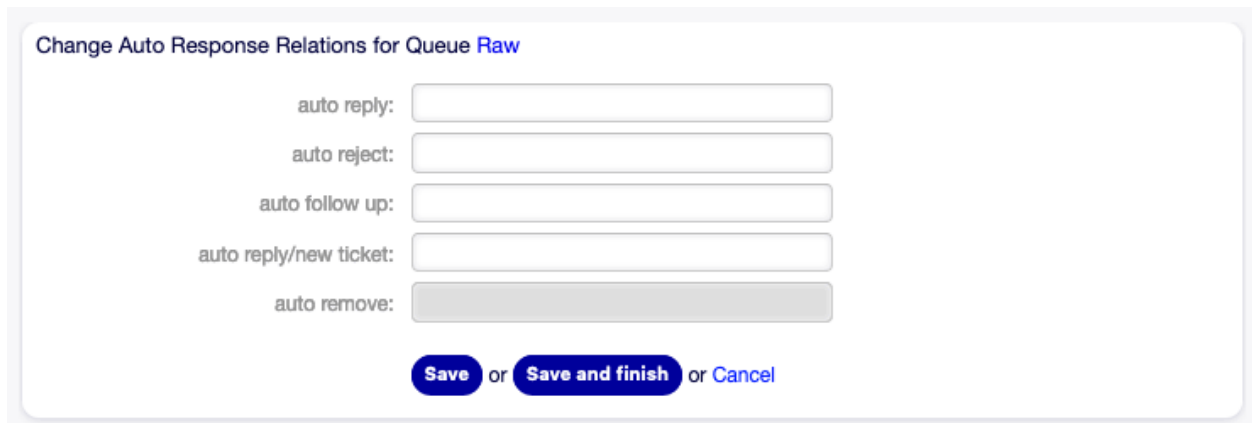 Change Auto Response Relations for Queue Raw
auto reply:
auto reject:
auto follow up:
auto reply/new ticket:
auto remove:
Save or Save and finish or Cancel